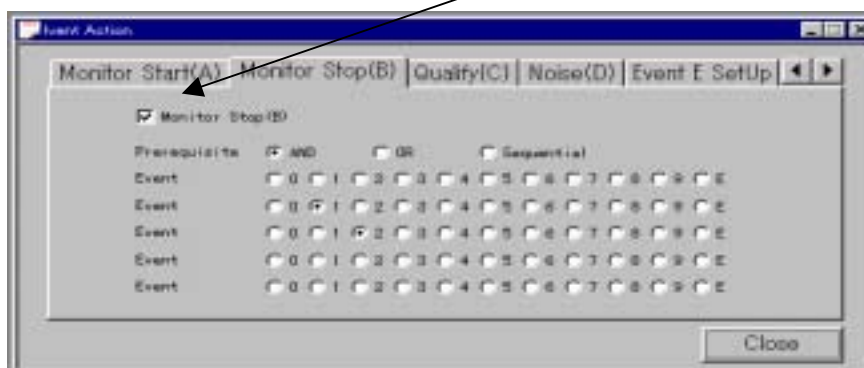 Event Action
Monitor Start(A) Monitor Stop(B) Qualify(C) Noise(D) Event E SetUp
Monitor Stop(B)
Prerequisite AND OR Sequential
Event 0 1 2 3 4 5 6 7 8 9 E
Event 0 1 2 3 4 5 6 7 8 9 E
Event 0 1 2 3 4 5 6 7 8 9 E
Event 0 1 2 3 4 5 6 7 8 9 E
Event 0 1 2 3 4 5 6 7 8 9 E
Close